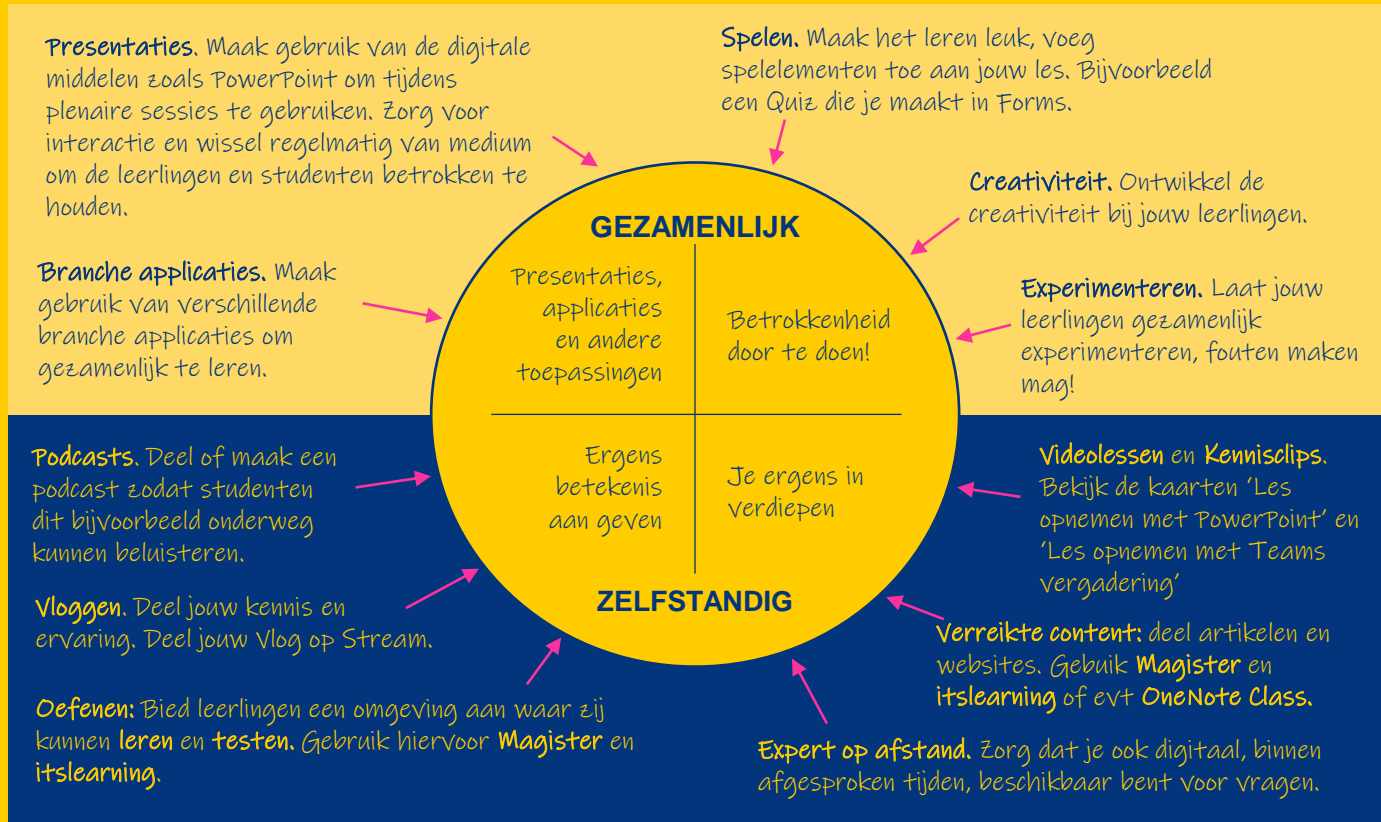 Presentaties. Maak gebruik van de digitale
middelen zoals PowerPoint om tijdens
plenaire sessies te gebruiken. Zorg voor
interactie en wissel regelmatig van medium
om de leerlingen en studenten betrokken te
houden.
Spelen. Maak het leren leuk, voeg
spelelementen toe aan jouw les. Bijvoorbeeld
een Quiz die je maakt in Forms.
Creativiteit. Ontwikkel de
creativiteit bij jouw leerlingen.
Branche applicaties. Maak
gebruik van verschillende
branche applicaties om
gezamenlijk te leren.
Experimenteren. Laat jouw
leerlingen gezamenlijk
experimenteren, fouten maken
mag!
GEZAMENLIJK
Presentaties,
applicaties
en andere
toepassingen
Betrokkenheid
door te doen!
Ergens
betekenis
aan geven
Je ergens in
verdiepen
ZELFSTANDIG
Podcasts. Deel of maak een
podcast zodat studenten
dit bijvoorbeeld onderweg
kunnen beluisteren.
Vloggen. Deel jouw kennis en
ervaring. Deel jouw Vlog op Stream.
Oefenen: Bied leerlingen een omgeving aan waar zij
kunnen leren en testen. Gebruik hiervoor Magister en
itslearning.
Videolessen en Kennisclips.
Bekijk de kaarten ‘Les
opnemen met PowerPoint’ en
‘Les opnemen met Teams
vergadering’
Verreikte content: deel artikelen en
websites. Gebuik Magister en
itslearning of evt OneNote Class.
Expert op afstand. Zorg dat je ook digitaal, binnen
afgesproken tijden, beschikbaar bent voor vragen.